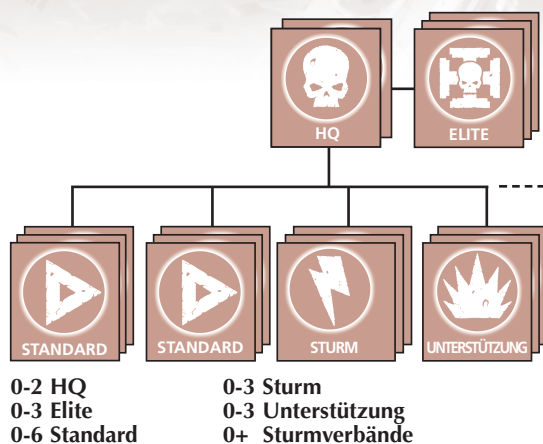 HQ
ELITE
STANDARD
STANDARD
STURM
UNTERSTÜTZUNG
0-2 HQ
0-3 Elite
0-6 Standard
0-3 Sturm
0-3 Unterstützung
0+ Sturmverbände